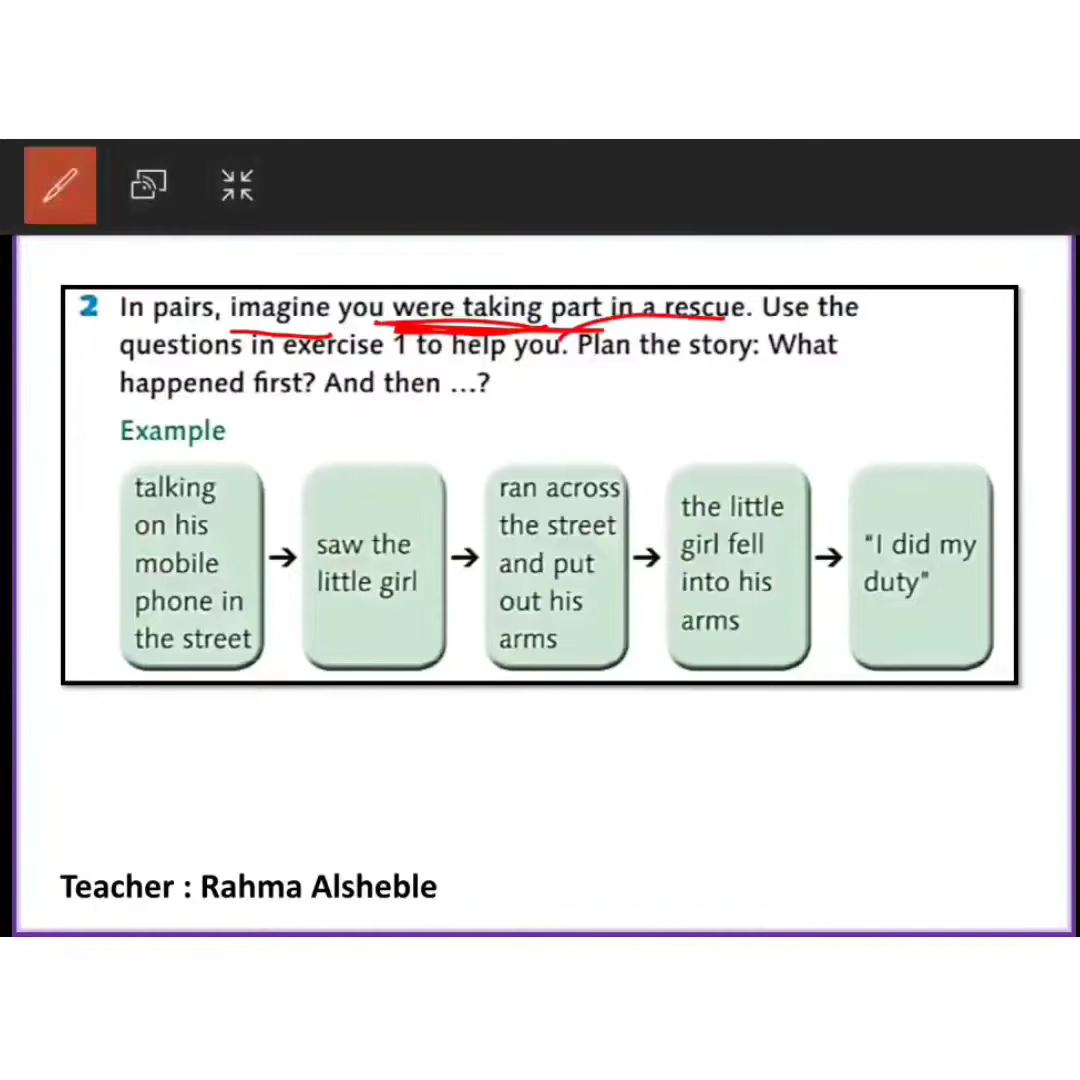 2 In pairs, imagine you were taking part in a rescue. Use the
questions in exercise 1 to help you. Plan the story: What
happened first? And then ...?
Example
talking
on his
mobile
phone in
the street
saw the
little girl
ran across
the street
and put
out his
arms
the little
girl fell
into his
arms
"I did my
duty"
Teacher : Rahma Alsheble